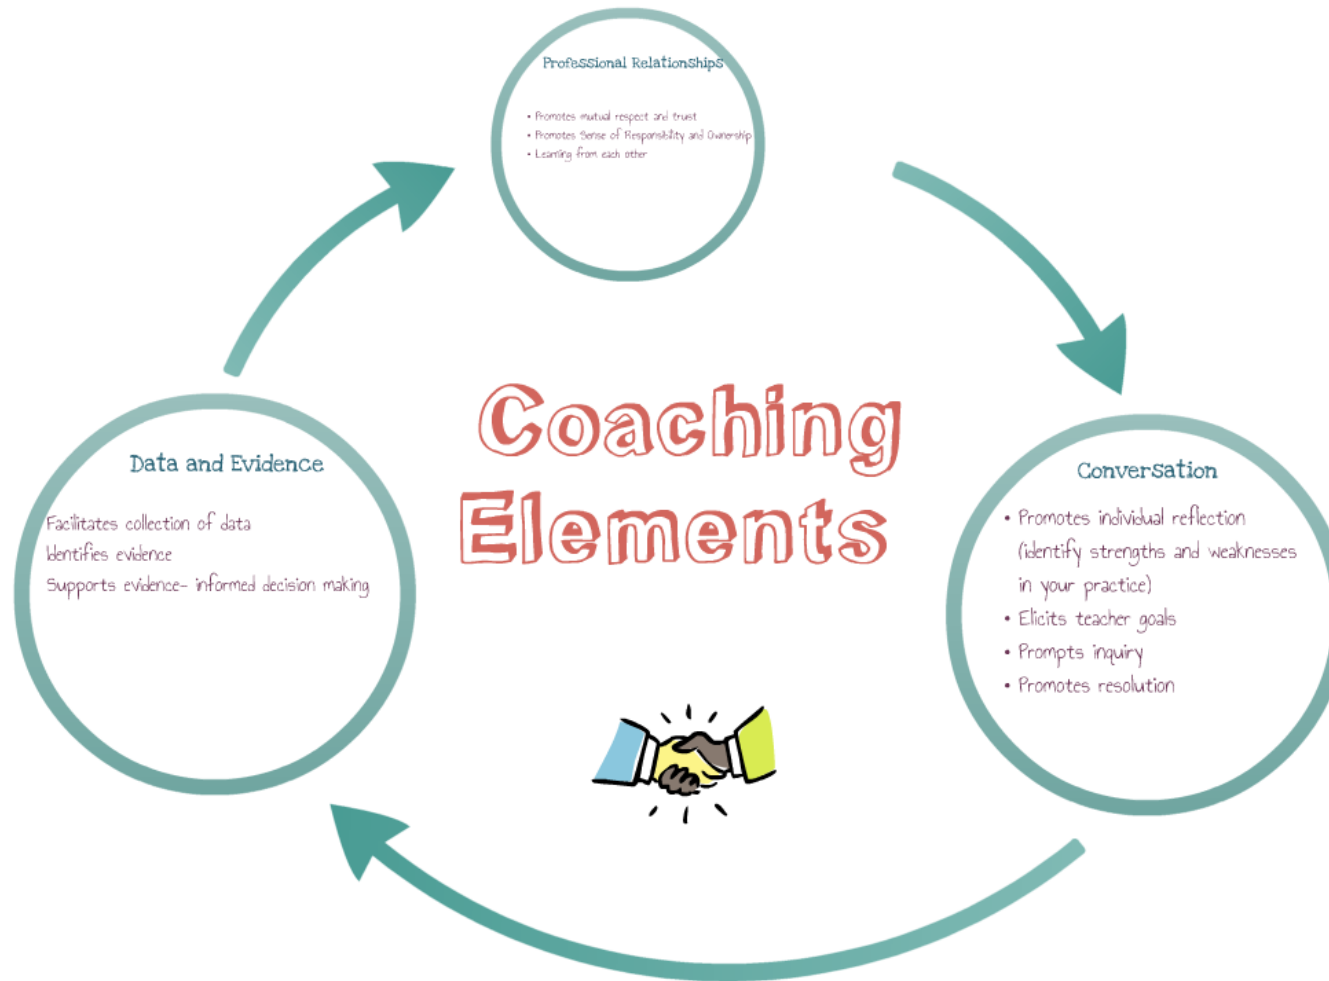 Professional Relationships
• Promotes mutual respect and trust
• Promotes Sense of Responsibility and Ownership
• Learning from each other
Coaching
Elements
Data and Evidence
Facilitates collection of data
Identifies evidence
Supports evidence- informed decision making
Conversation
• Promotes individual reflection
(identify strengths and weaknesses
in your practice)
• Elicits teacher goals
• Prompts inquiry
• Promotes resolution